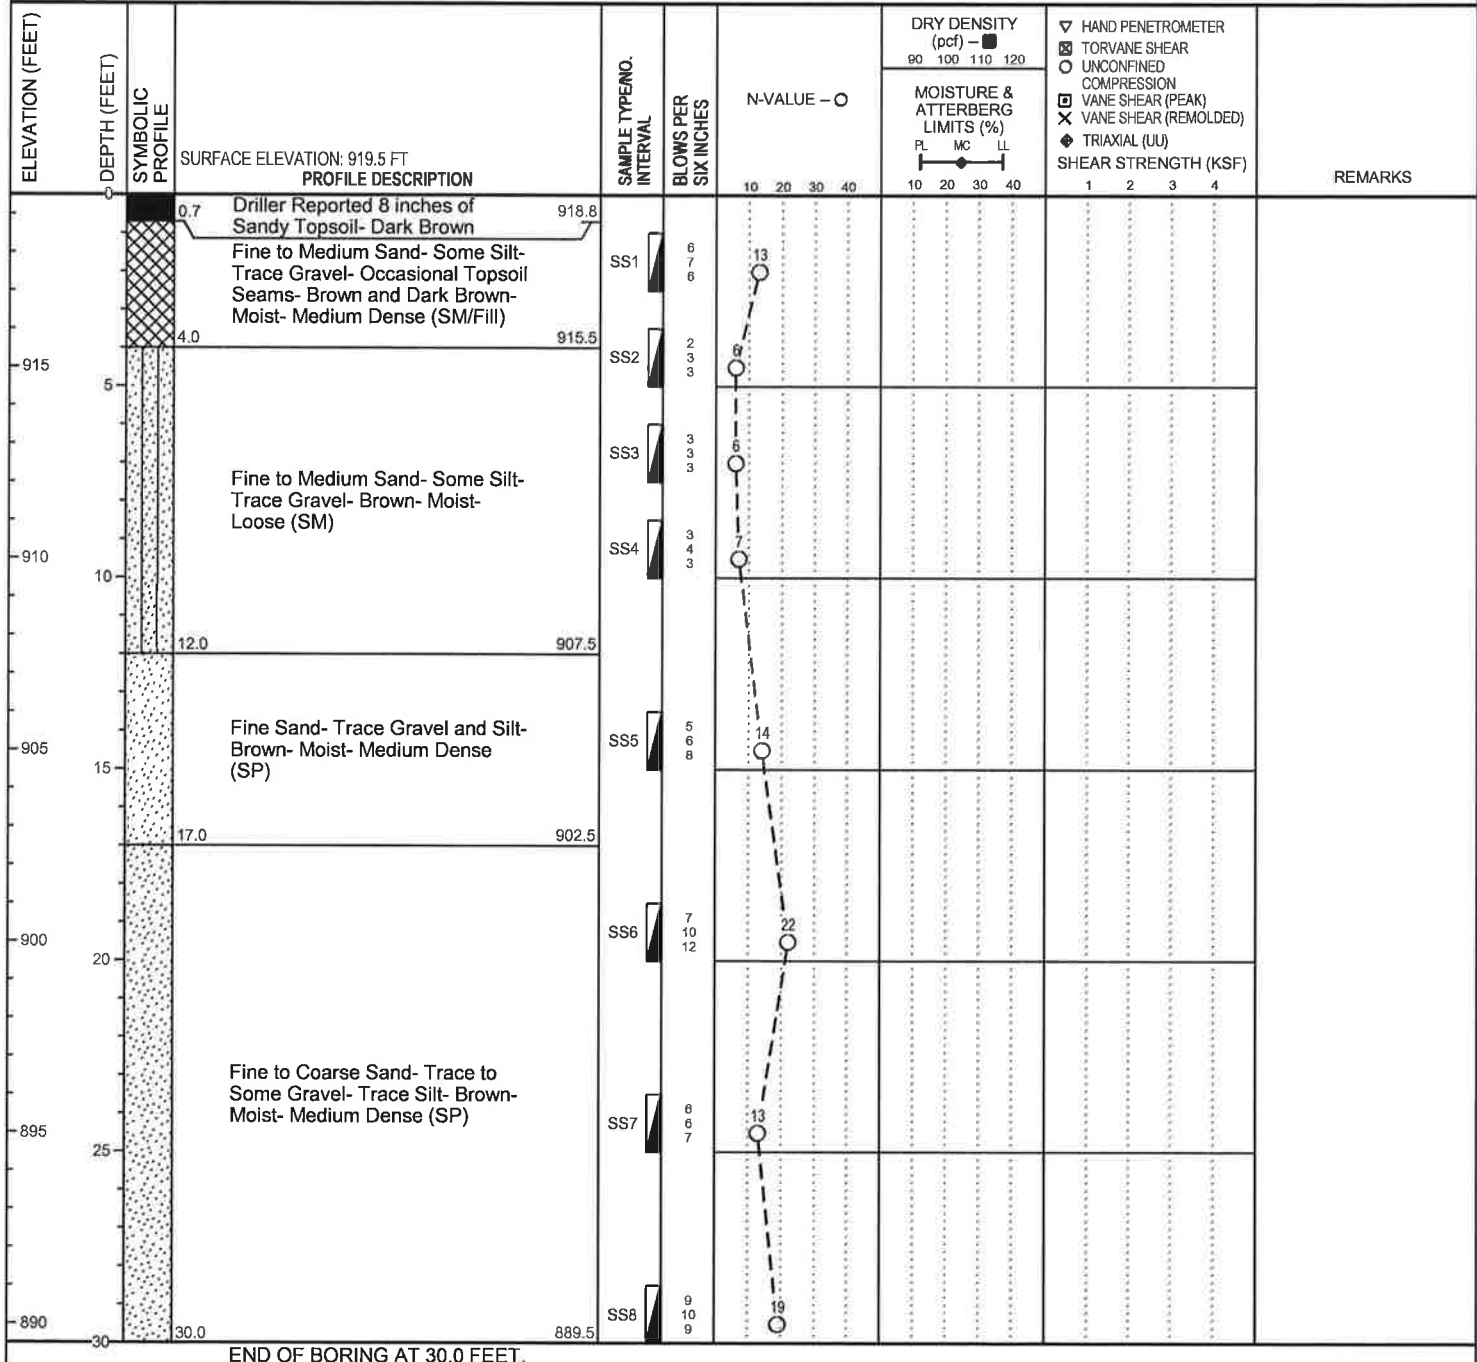 ELEVATION (FEET)
DEPTH (FEET)
SYMBOLIC
PROFILE
SURFACE ELEVATION: 919.5 FT
PROFILE DESCRIPTION
SAMPLE TYPE/NO.
INTERVAL
BLOWS PER
SIX INCHES
N-VALUE – O
10 20 30 40
DRY DENSITY
(pcf) – ■
90 100 110 120
MOISTURE &
ATTERBERG
LIMITS (%)
PL MC LL
10 20 30 40
▽ HAND PENETROMETER
⊠ TORVANE SHEAR
○ UNCONFINED
COMPRESSION
VANE SHEAR (PEAK)
X VANE SHEAR (REMOLDED)
◆ TRIAXIAL (UU)
SHEAR STRENGTH (KSF)
1 2 3 4
REMARKS
0
0.7 Driller Reported 8 inches of 918.8
Sandy Topsoil- Dark Brown
Fine to Medium Sand- Some Silt-
Trace Gravel- Occasional Topsoil
Seams- Brown and Dark Brown-
Moist- Medium Dense (SM/Fill)
SS1
6
7
6
13
4.0 915.5
915
5
SS2
2
3
3
6
SS3
3
3
3
6
Fine to Medium Sand- Some Silt-
Trace Gravel- Brown- Moist-
Loose (SM)
SS4
3
4
3
7
910
10
12.0 907.5
Fine Sand- Trace Gravel and Silt-
Brown- Moist- Medium Dense
(SP)
SS5
5
6
8
14
905
15
17.0 902.5
SS6
7
10
12
22
900
20
Fine to Coarse Sand- Trace to
Some Gravel- Trace Silt- Brown-
Moist- Medium Dense (SP)
SS7
6
6
7
13
895
25
SS8
9
10
9
19
890
30
30.0 889.5
END OF BORING AT 30.0 FEET.